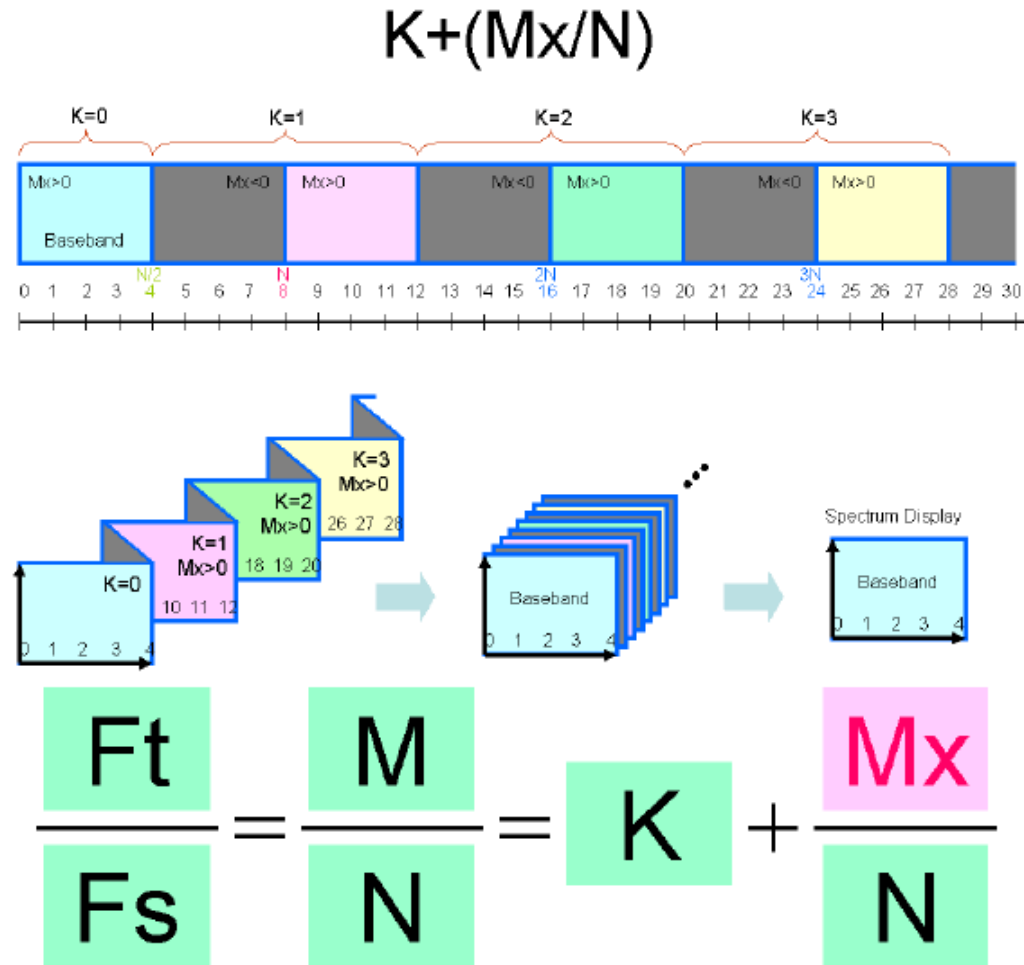 K+(Mx/N)
K=0 K=1 K=2 K=3
Mx>0 Mx<0 Mx>0 Mx<0 Mx>0 Mx<0 Mx>0
Baseband
N/2 N 2N 3N
0 1 2 3 4 5 6 7 8 9 10 11 12 13 14 15 16 17 18 19 20 21 22 23 24 25 26 27 28 29 30
K=3
Mx>0
26 27 28
K=2
Mx>0
18 19 20
K=1
Mx>0
10 11 12
K=0
0 1 2 3 4
Baseband
0 1 2 3 4
Spectrum Display
Baseband
0 1 2 3 4
Ft M Mx
= = K +
Fs N N